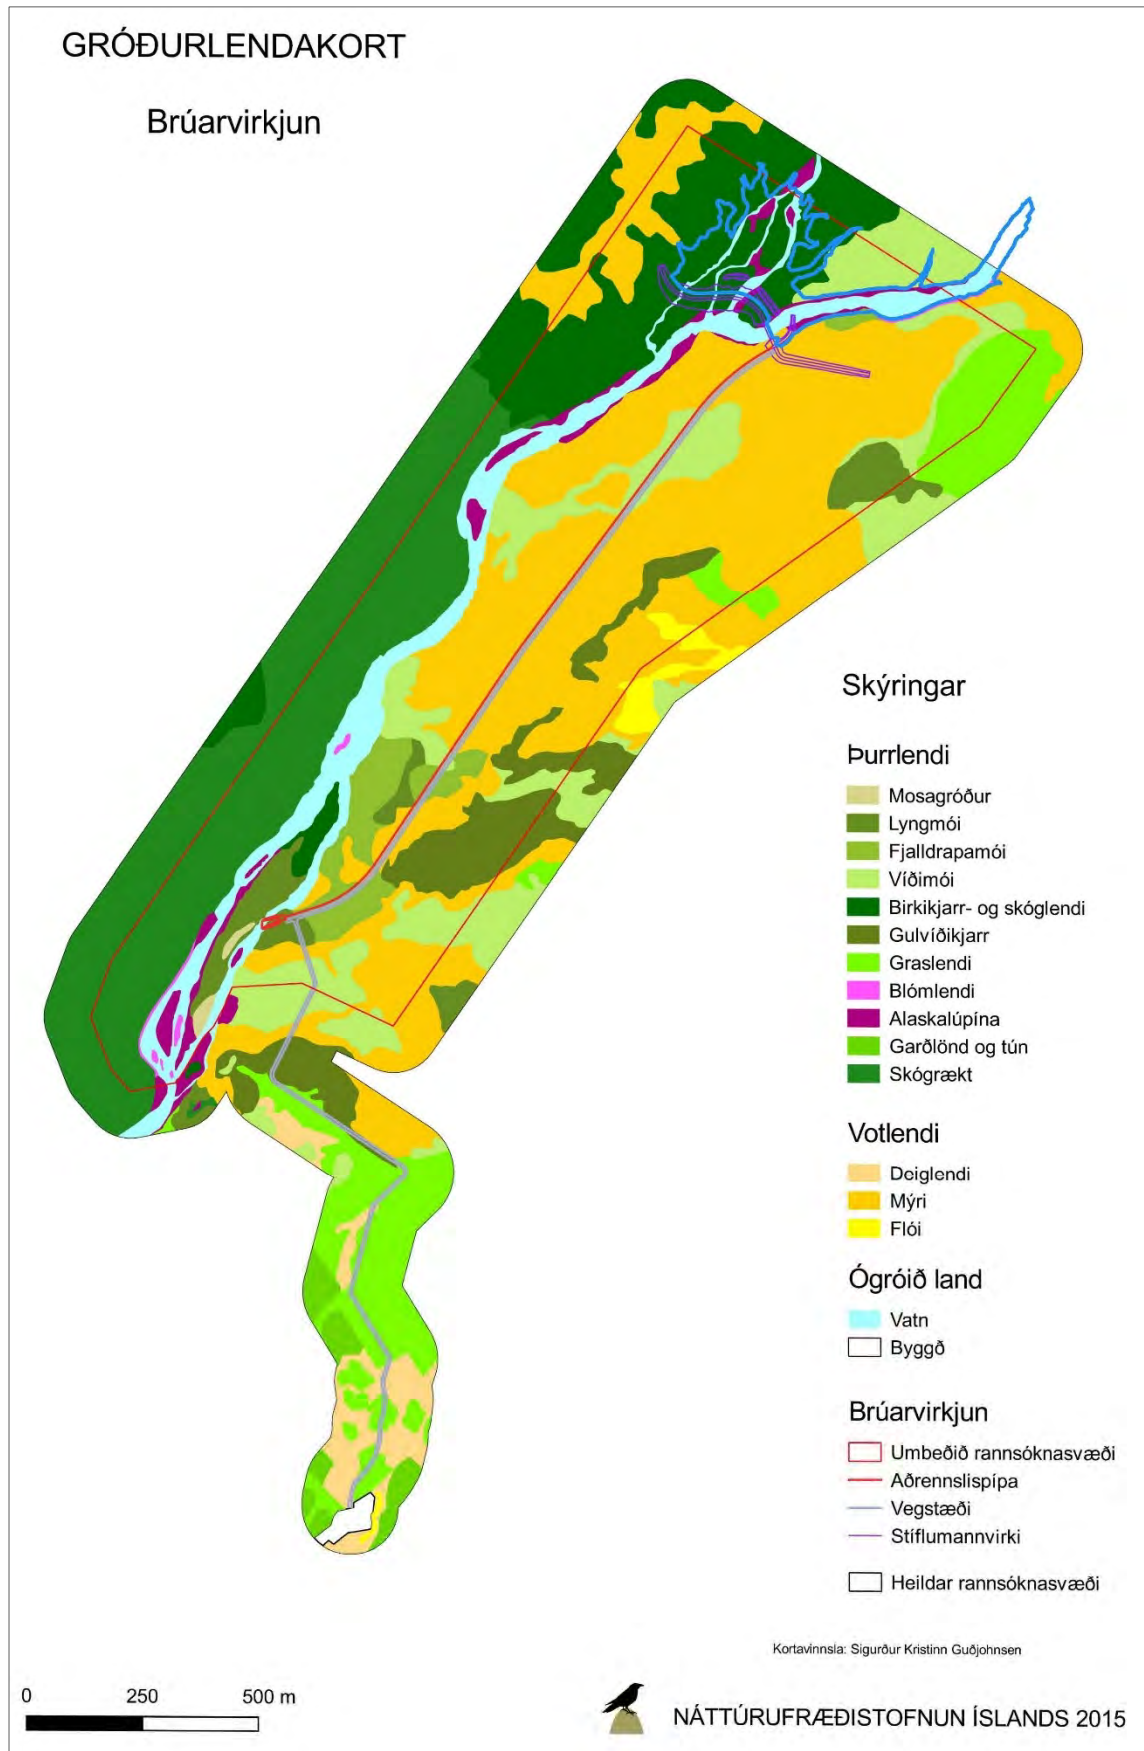 GRÓÐURLENDAKORT
Brúarvirkjun
Skýringar
Þurrlendi
Mosagróður
Lyngmói
Fjalldrapamói
Víðimói
Birkikjarr- og skóglendi
Gulvíðikjarr
Graslendi
Blómlendi
Alaskalúpína
Garðlönd og tún
Skógrækt
Votlendi
Deiglendi
Mýri
Flói
Ógróið land
Vatn
Byggð
Brúarvirkjun
Umbeðið rannsóknasvæði
Aðrennslispípa
Vegstæði
Stíflumannvirki
Heildar rannsóknasvæði
Kortavinnsla: Sigurður Kristinn Guðjohnsen
0 250 500 m
NÁTTÚRUFRÆÐISTOFNUN ÍSLANDS 2015